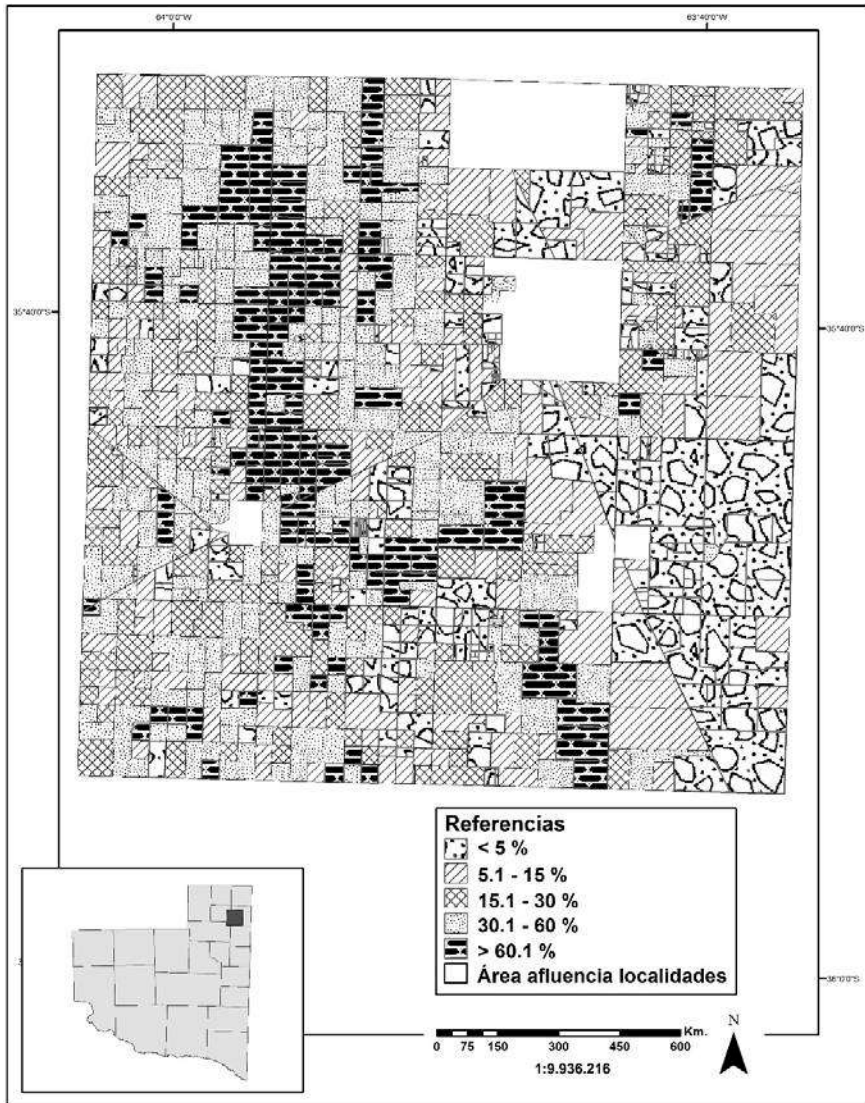 64°0'0"W
63°40'0"W
35°40'0"S
35°40'0"S
Referencias
< 5 %
5.1 - 15 %
15.1 - 30 %
30.1 - 60 %
> 60.1 %
Área afluencia localidades
36°0'0"S
Km.
0 75 150 300 450 600
1:9.936.216
N